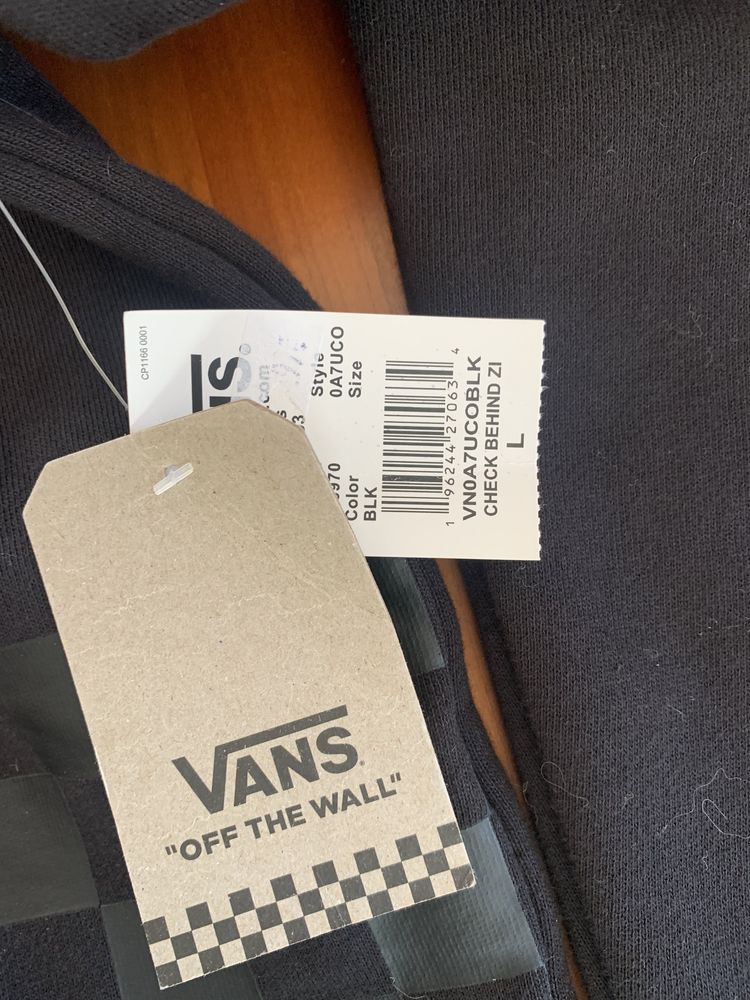 CP1166 0001
Style
0A7UCO
Size
Color
BLK
1 96244 27063 4
VN0A7UCOBLK
CHECK BEHIND ZI
L
VANS
"OFF THE WALL"